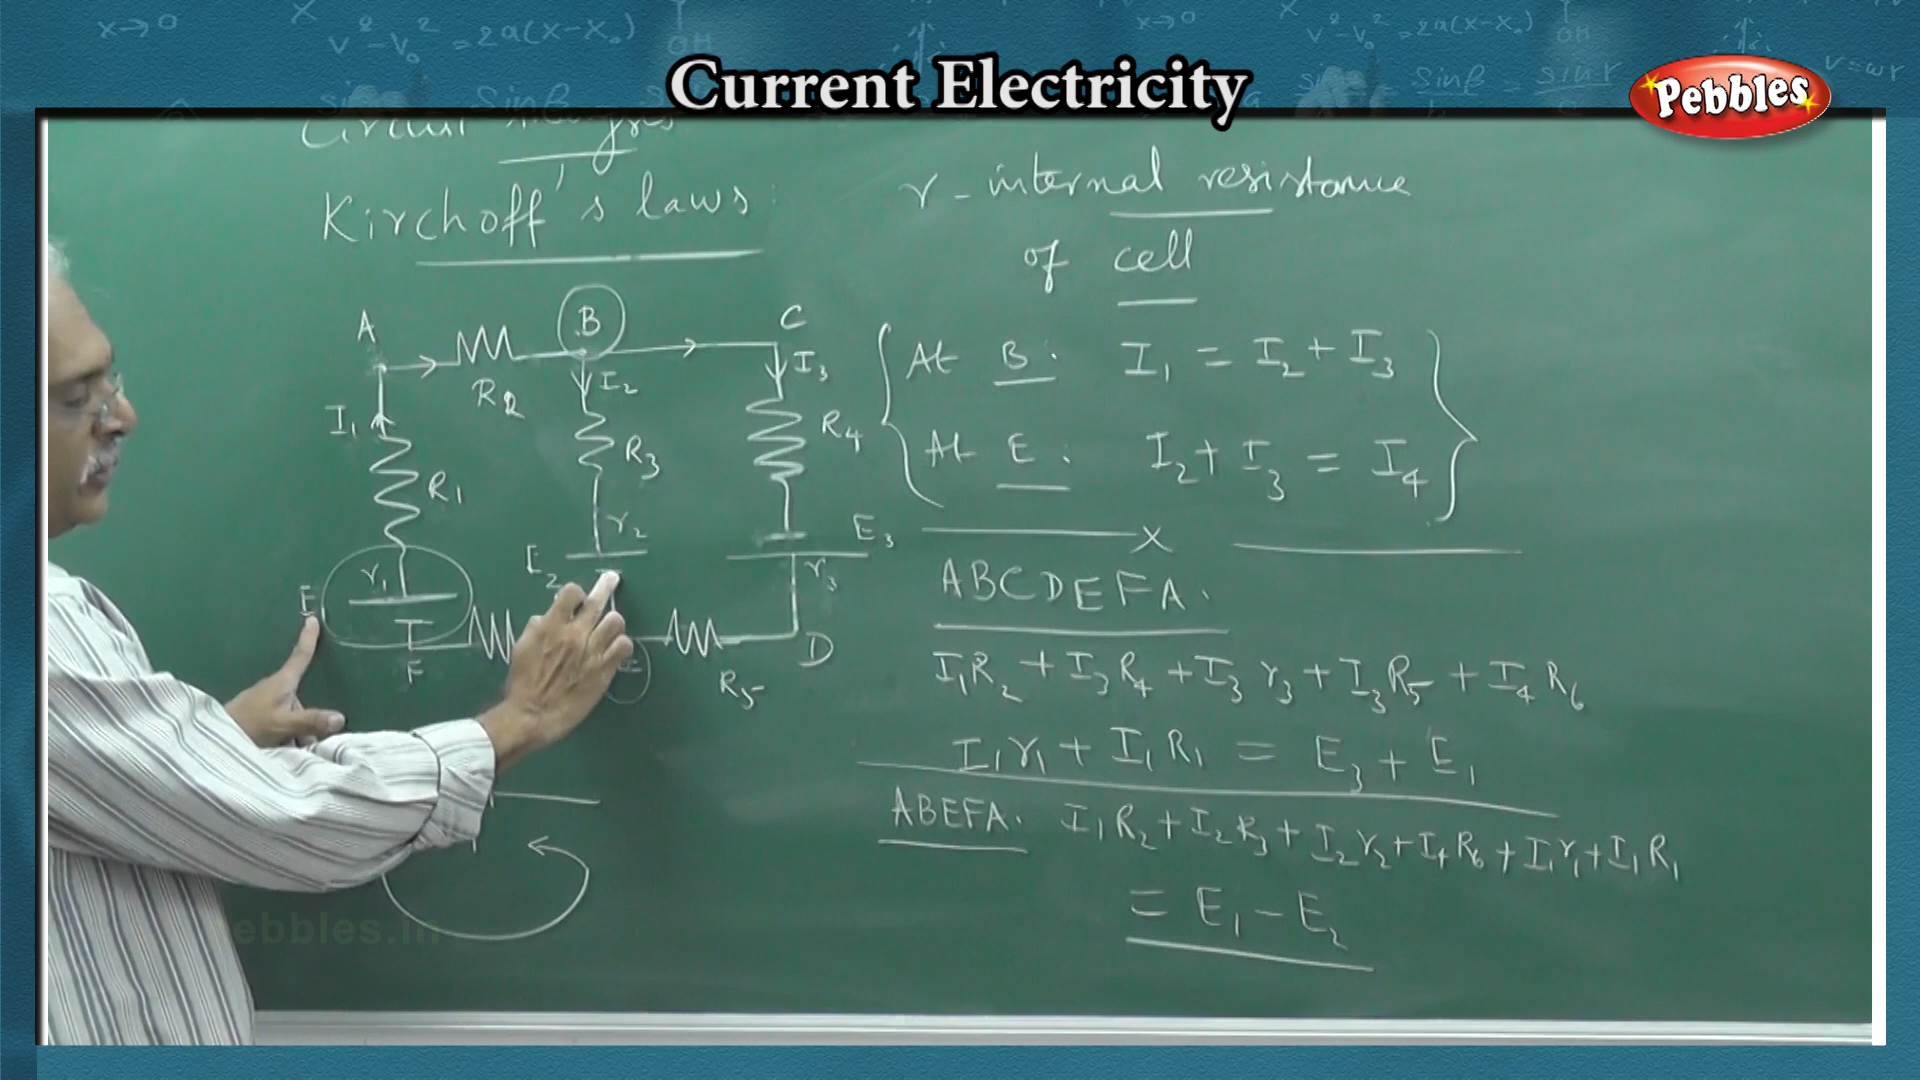 Current Electricity
Pebbles
x→0
Kirchoff's laws:
r - internal resistance
of cell
A
B
C
I₁
R₂
I₂
I₃
R₁
R₃
R₄
r₁
r₂
E₂
E₃
r₃
F
D
R₅
At B: I₁ = I₂ + I₃
At E: I₂ + I₃ = I₄
ABCDEFA.
I₁R₂ + I₃R₄ + I₃r₃ + I₃R₅ + I₄R₆
I₁r₁ + I₁R₁ = E₃ + E₁
ABEFA. I₁R₂ + I₂R₃ + I₂r₂ + I₄R₆ + I₁r₁ + I₁R₁
= E₁ - E₂